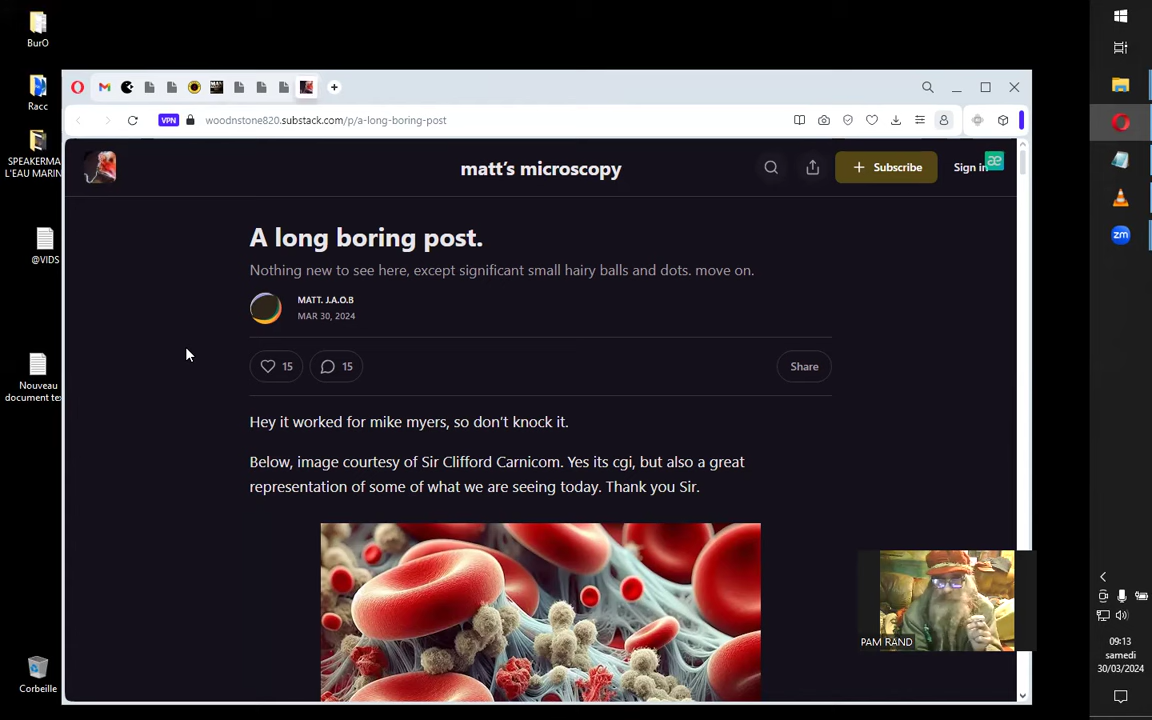 BurO
Racc
SPEAKERMA
L'EAU MARIN
@VIDS
Nouveau
document te
Corbeille
VPN
woodnstone820.substack.com/p/a-long-boring-post
matt's microscopy
Subscribe
Sign in
æ
A long boring post.
Nothing new to see here, except significant small hairy balls and dots. move on.
MATT. J.A.O.B
MAR 30, 2024
15
15
Share
Hey it worked for mike myers, so don't knock it.
Below, image courtesy of Sir Clifford Carnicom. Yes its cgi, but also a great
representation of some of what we are seeing today. Thank you Sir.
PAM RAND
zm
09:13
samedi
30/03/2024